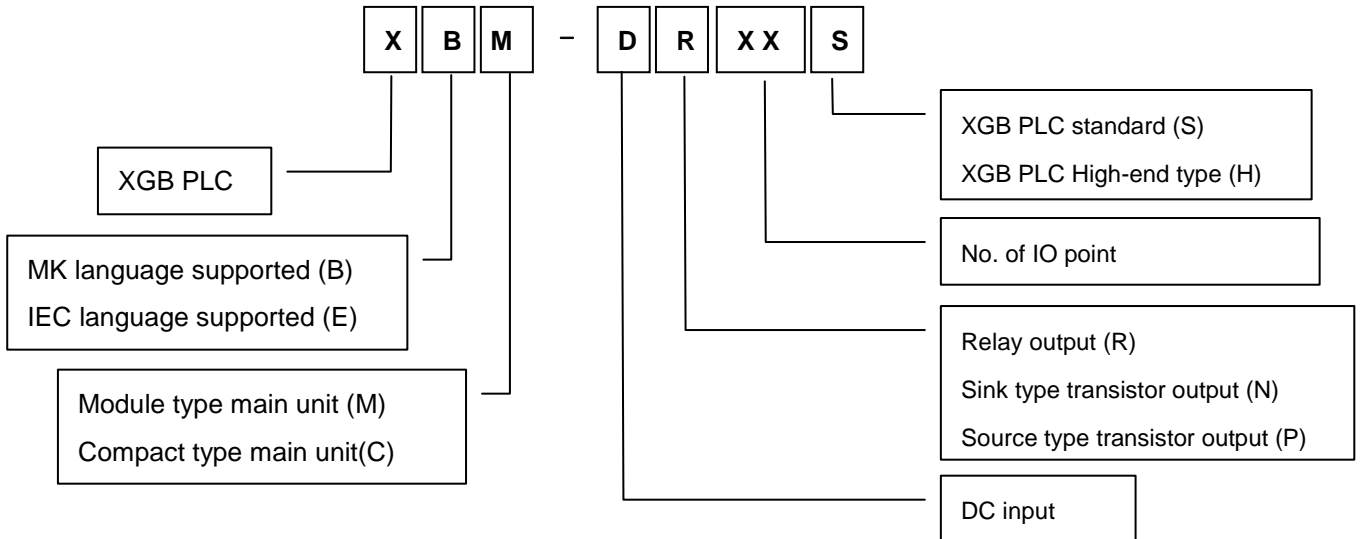 X B M - D R X X S
XGB PLC standard (S)
XGB PLC High-end type (H)
XGB PLC
No. of IO point
MK language supported (B)
IEC language supported (E)
Relay output (R)
Sink type transistor output (N)
Source type transistor output (P)
Module type main unit (M)
Compact type main unit(C)
DC input